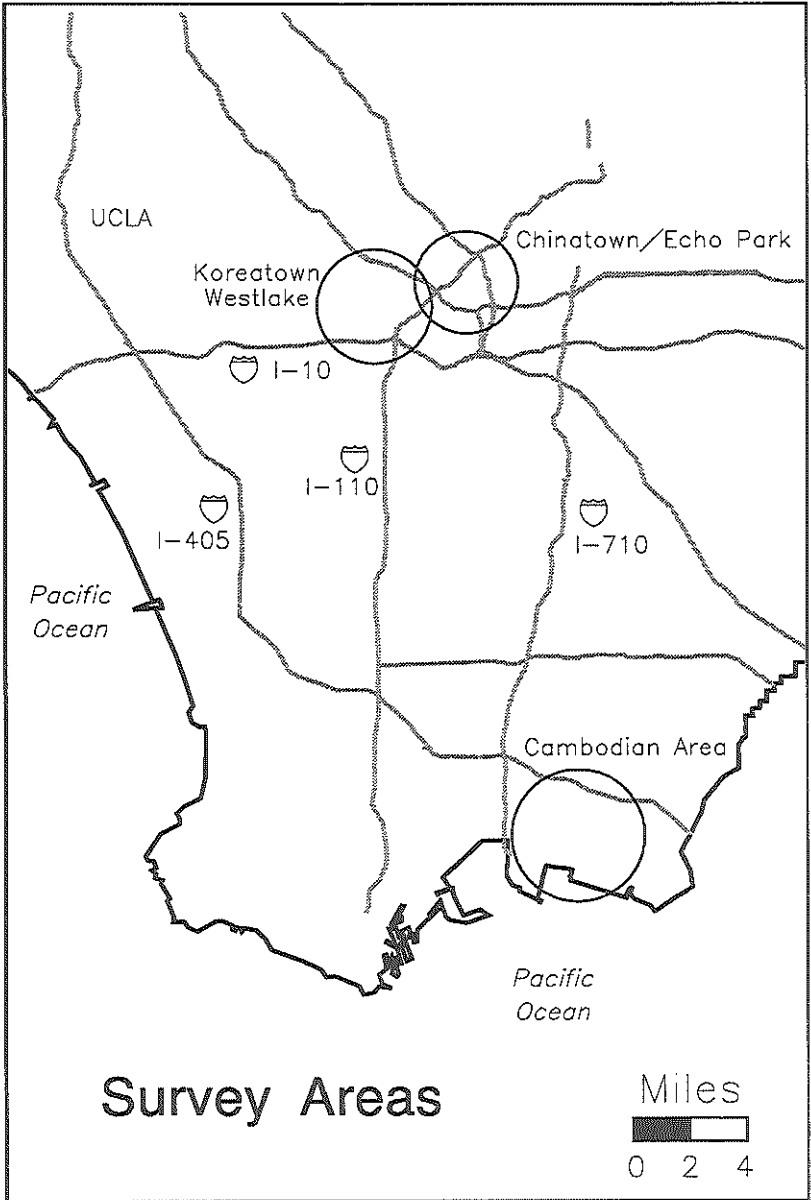 UCLA
Chinatown/Echo Park
Koreatown
Westlake
I-10
I-110
I-405
I-710
Pacific
Ocean
Cambodian Area
Pacific
Ocean
Survey Areas
Miles
0 2 4